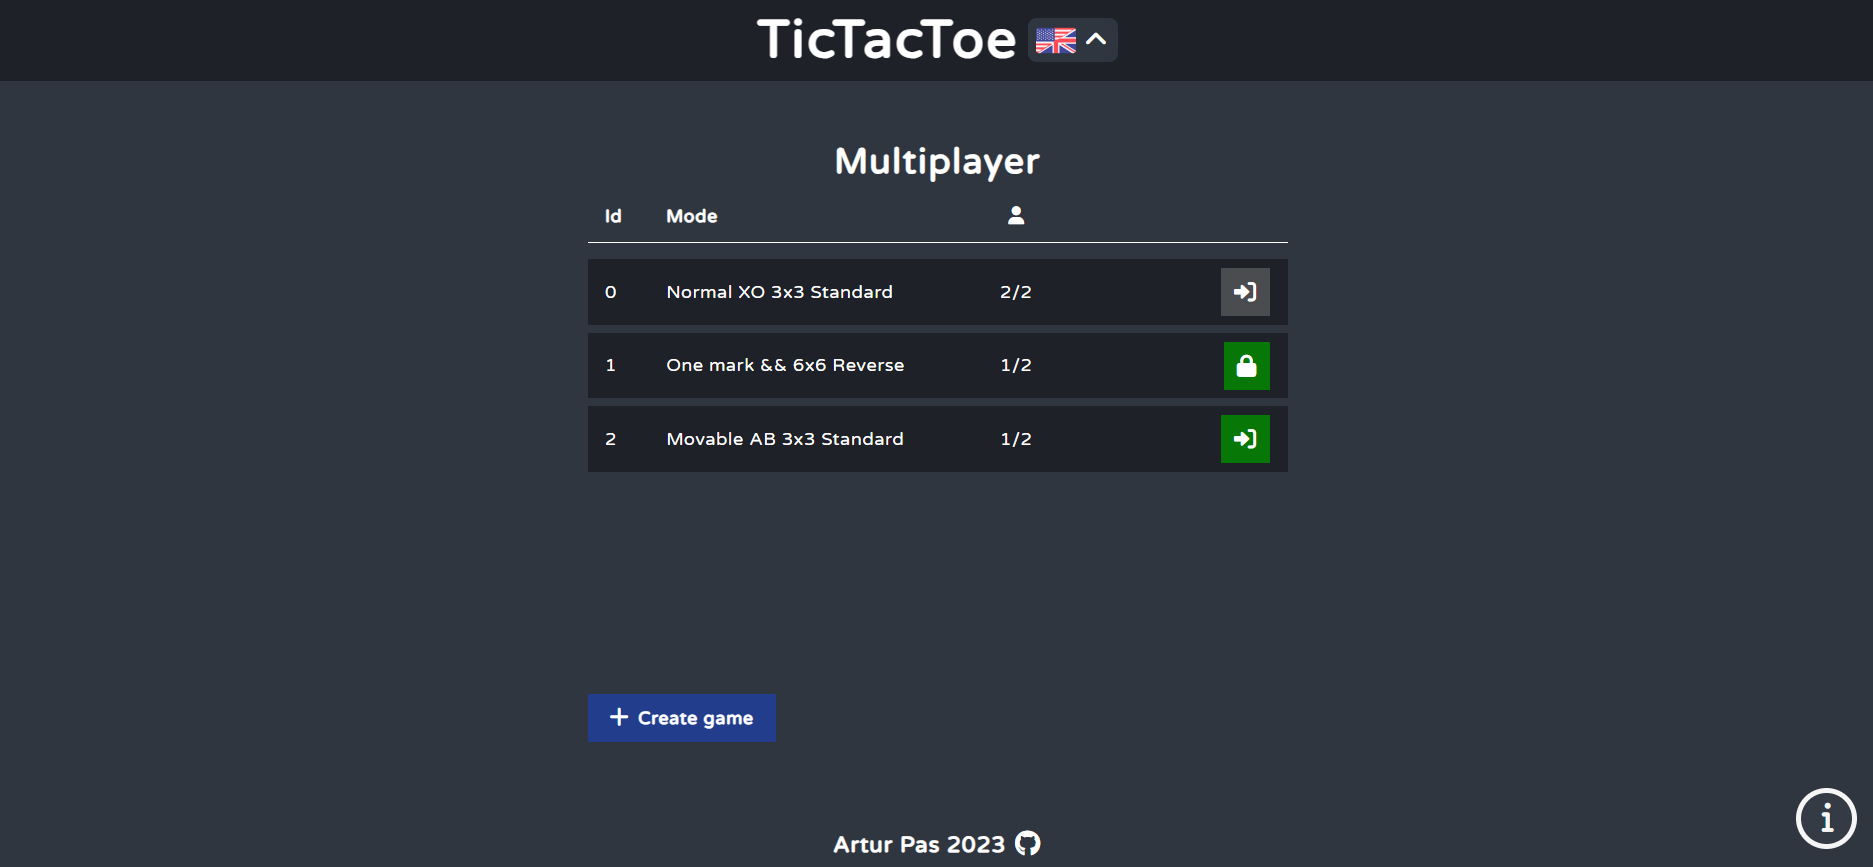 TicTacToe
Multiplayer
Id Mode
0 Normal XO 3x3 Standard 2/2
1 One mark && 6x6 Reverse 1/2
2 Movable AB 3x3 Standard 1/2
Create game
Artur Pas 2023